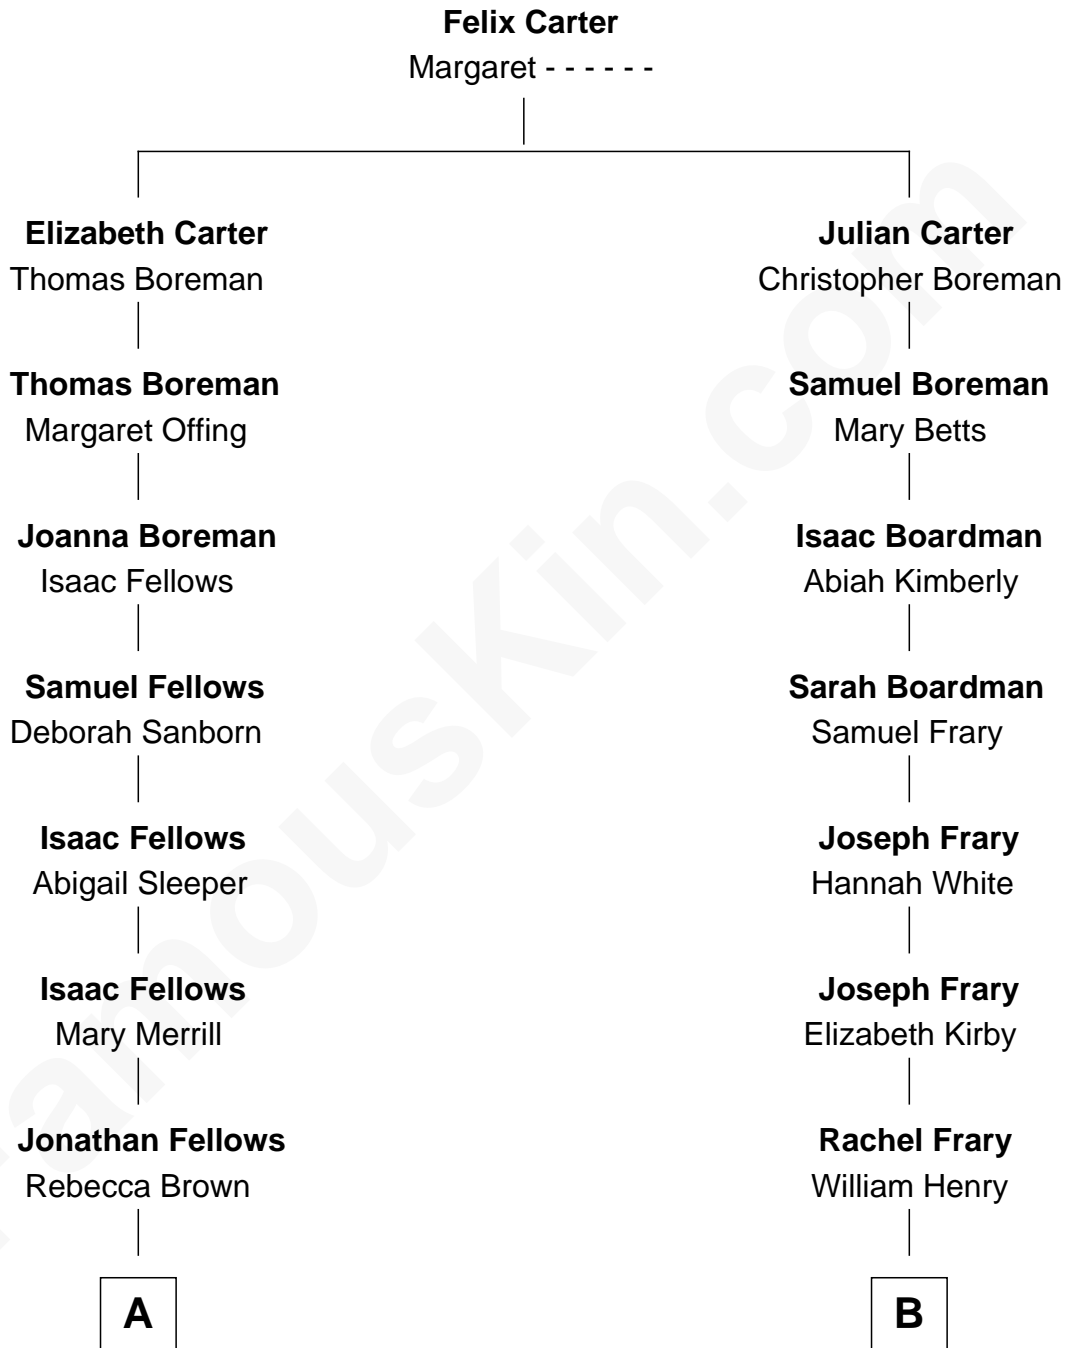 Felix Carter
Margaret - - - - - -
Elizabeth Carter
Thomas Boreman
Julian Carter
Christopher Boreman
Thomas Boreman
Margaret Offing
Samuel Boreman
Mary Betts
Joanna Boreman
Isaac Fellows
Isaac Boardman
Abiah Kimberly
Samuel Fellows
Deborah Sanborn
Sarah Boardman
Samuel Frary
Isaac Fellows
Abigail Sleeper
Joseph Frary
Hannah White
Isaac Fellows
Mary Merrill
Joseph Frary
Elizabeth Kirby
Jonathan Fellows
Rebecca Brown
Rachel Frary
William Henry
A
B
FamousKin.com